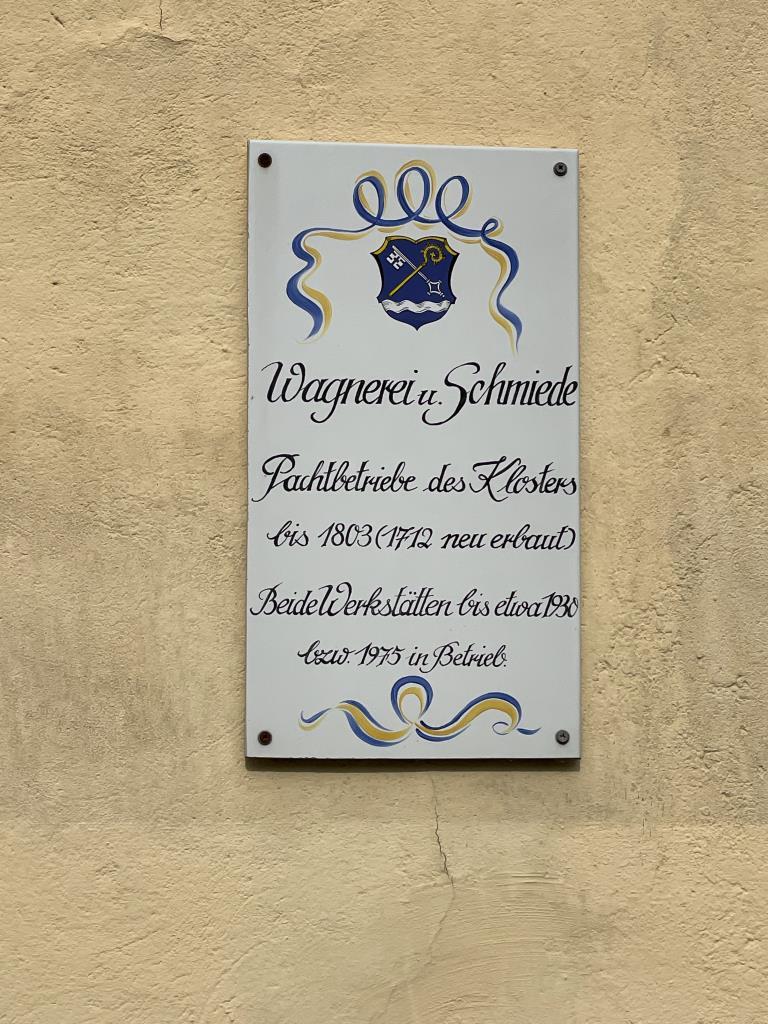 Wagnerei u. Schmiede
Pachtbetriebe des Klosters
bis 1803 (1712 neu erbaut)
Beide Werkstätten bis etwa 1930
bzw. 1975 in Betrieb.